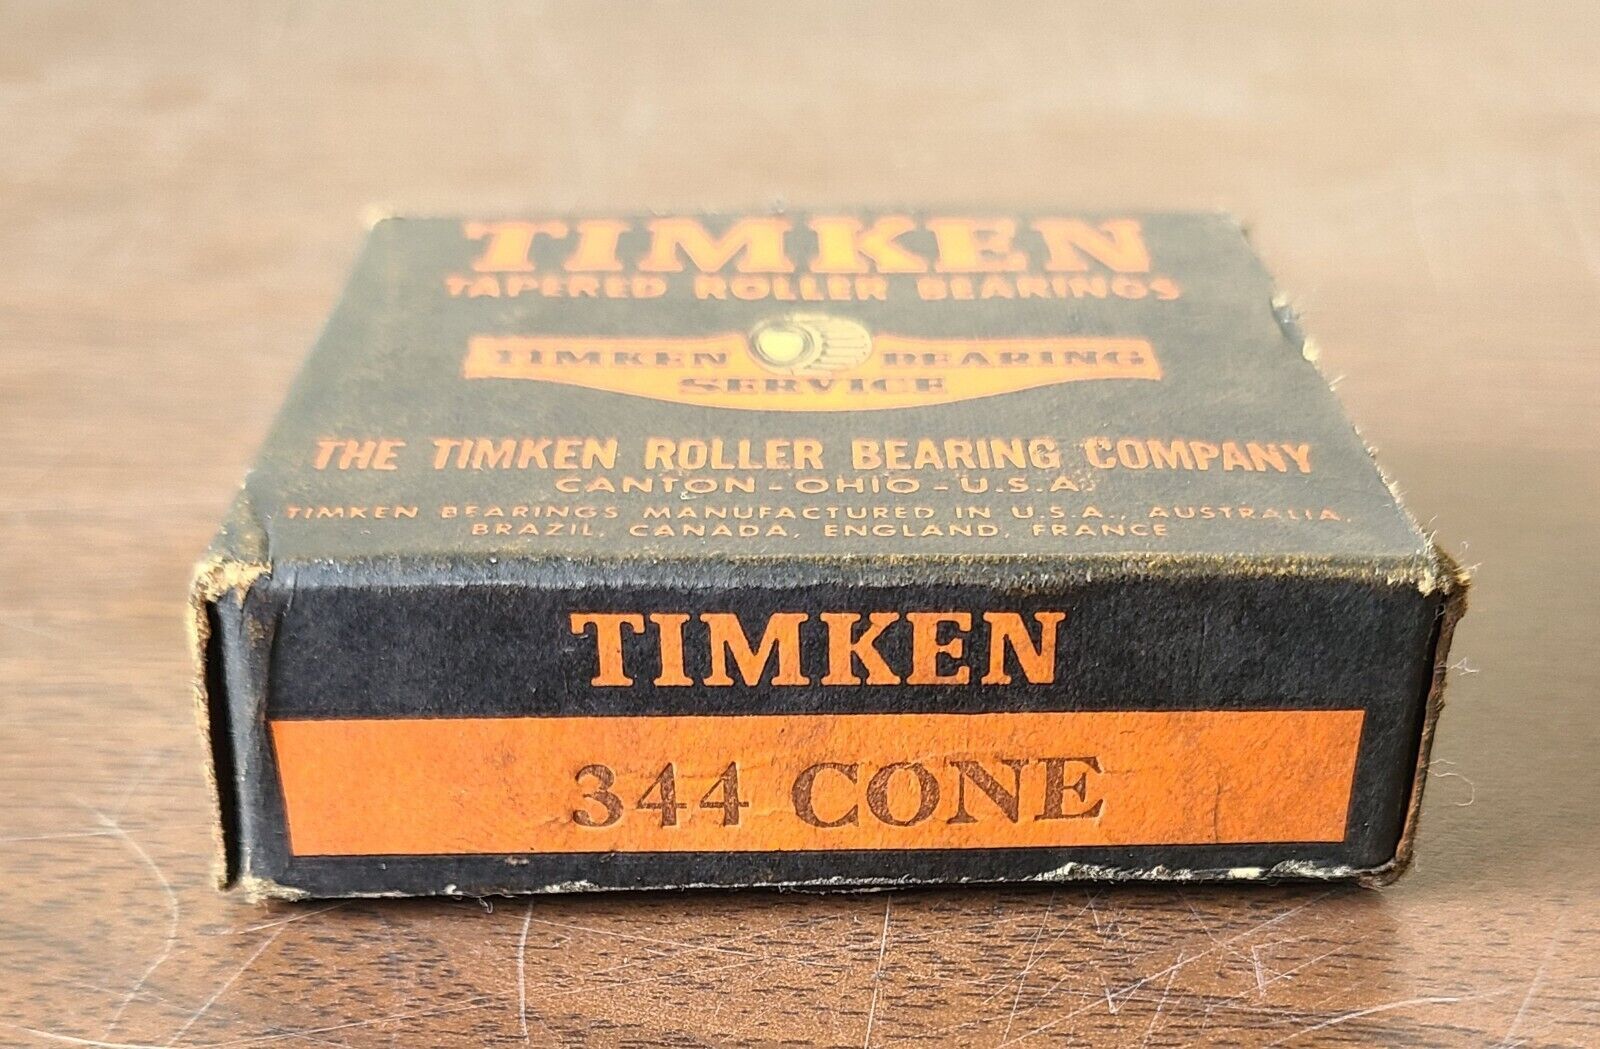 TIMKEN
TAPERED ROLLER BEARINGS
TIMKEN BEARING
SERVICE
THE TIMKEN ROLLER BEARING COMPANY
CANTON-OHIO-U.S.A.
TIMKEN BEARINGS MANUFACTURED IN U.S.A., AUSTRALIA,
BRAZIL, CANADA, ENGLAND, FRANCE
TIMKEN
344 CONE